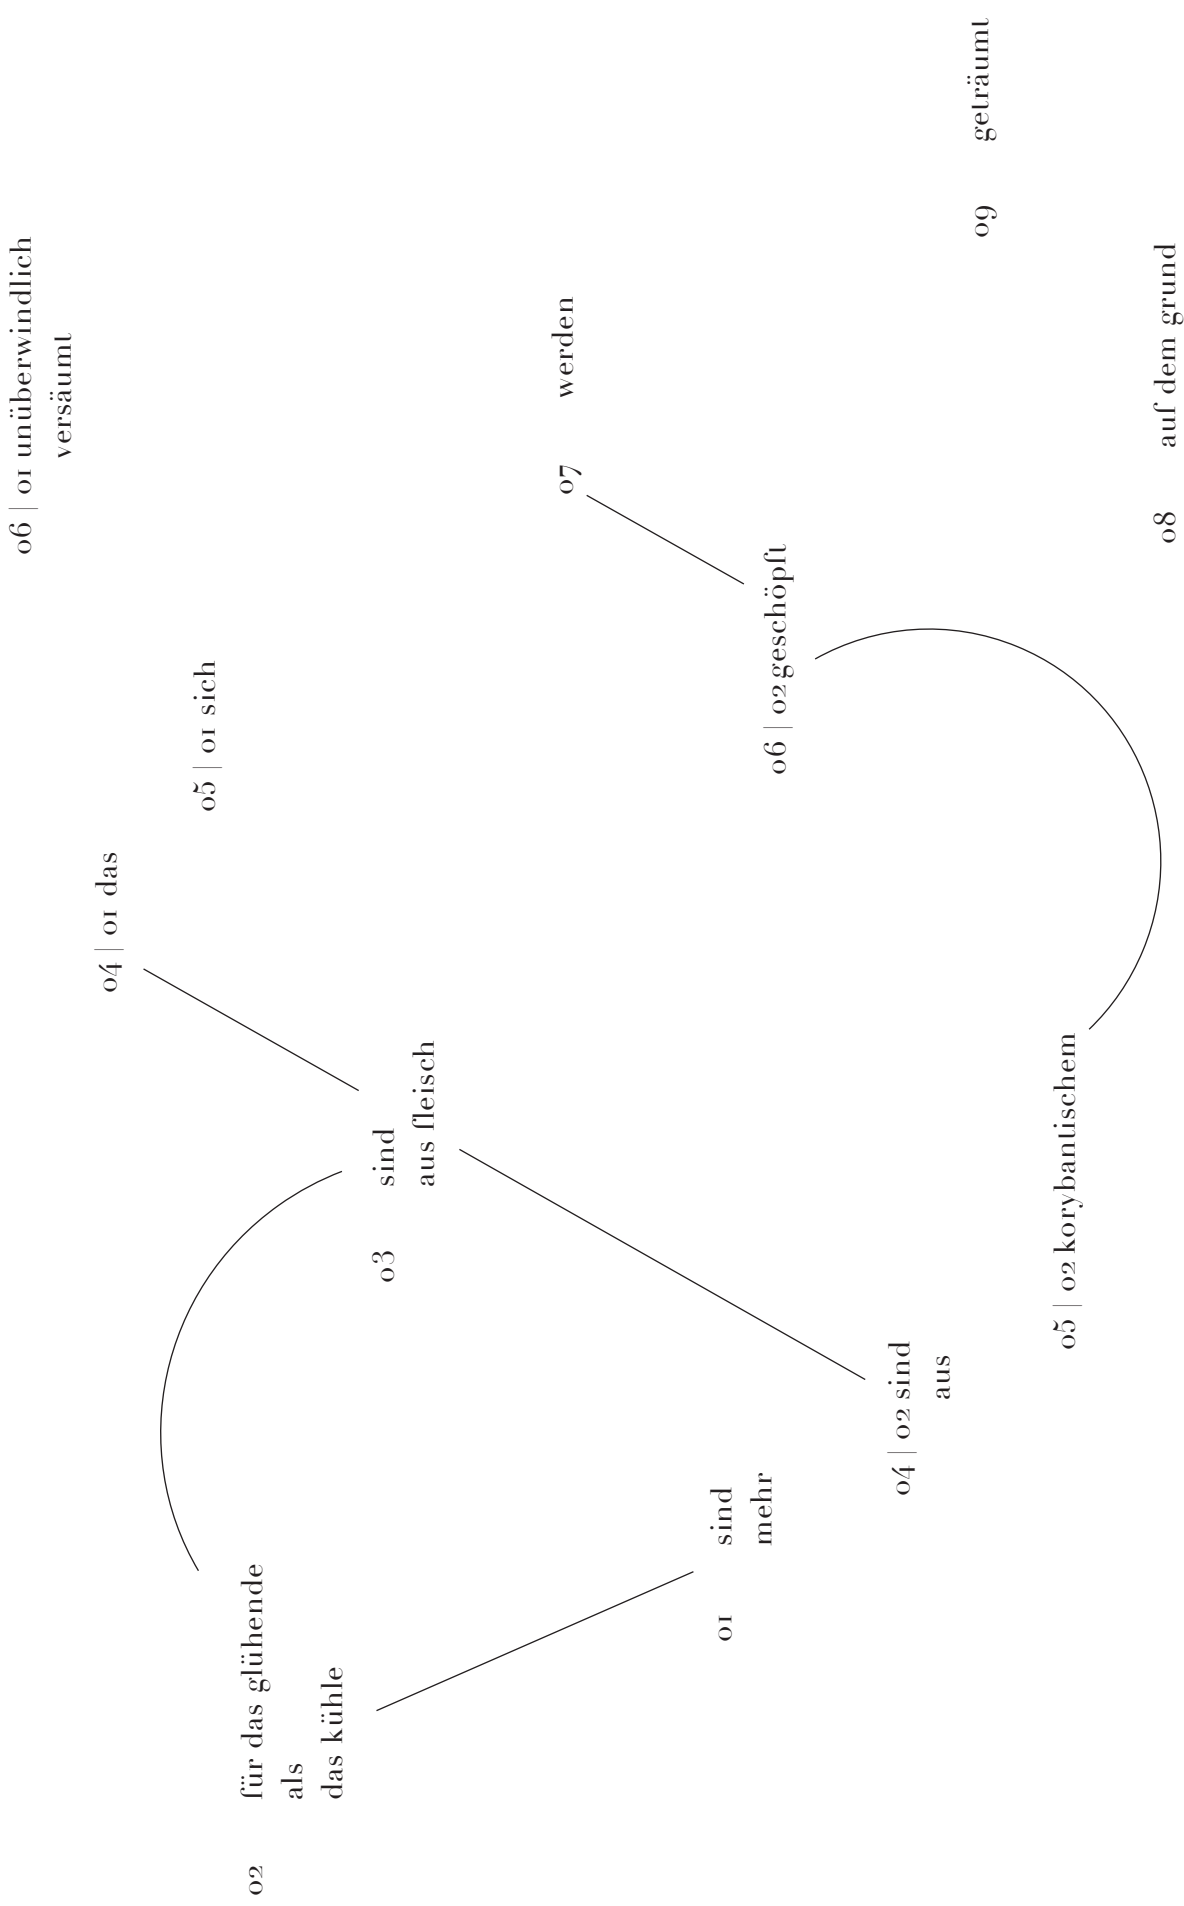 01 sind
mehr
02 für das glühende
als
das kühle
03 sind
aus fleisch
04 | 01 das
05 | 01 sich
06 | 01 unüberwindlich
versäumt
04 | 02 sind
aus
05 | 02 korybantischem
06 | 02 geschöpft
07 werden
08 auf dem grund
09 geträumt